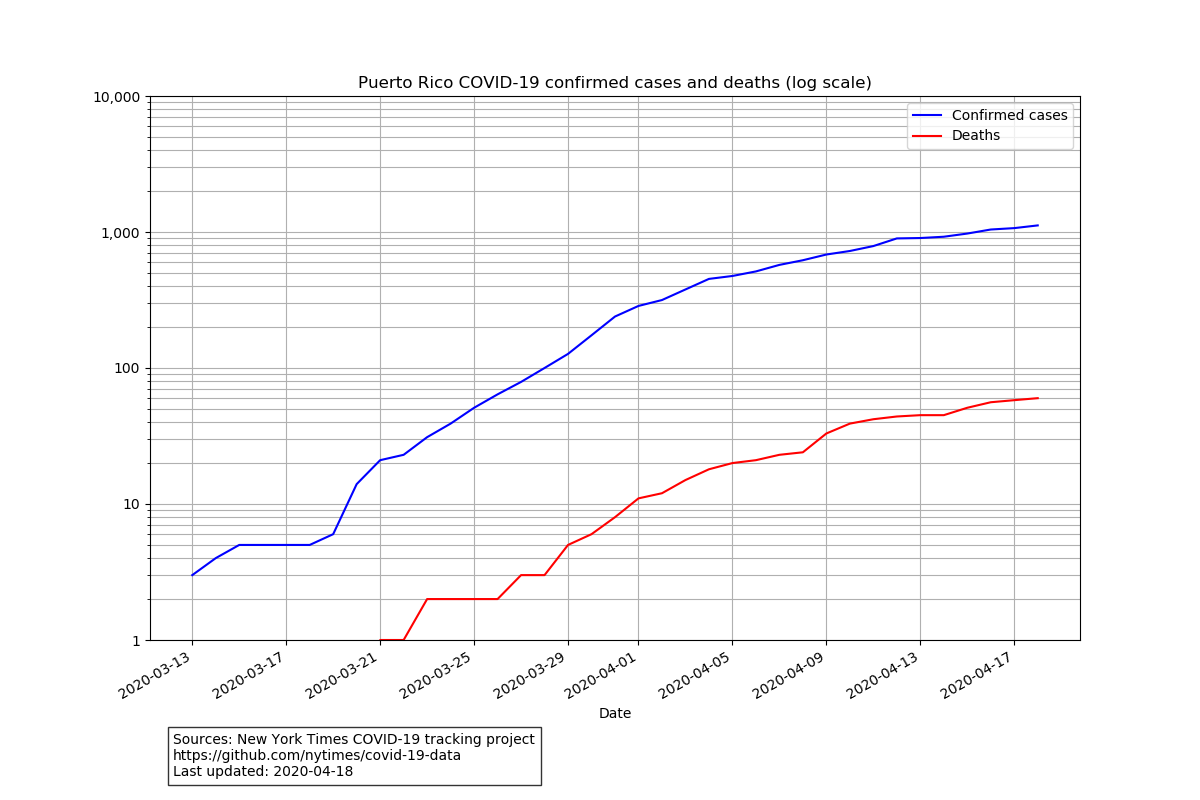 Puerto Rico COVID-19 confirmed cases and deaths (log scale)
10,000
1,000
100
10
1
Confirmed cases
Deaths
2020-03-13
2020-03-17
2020-03-21
2020-03-25
2020-03-29
2020-04-01
2020-04-05
2020-04-09
2020-04-13
2020-04-17
Date
Sources: New York Times COVID-19 tracking project
https://github.com/nytimes/covid-19-data
Last updated: 2020-04-18